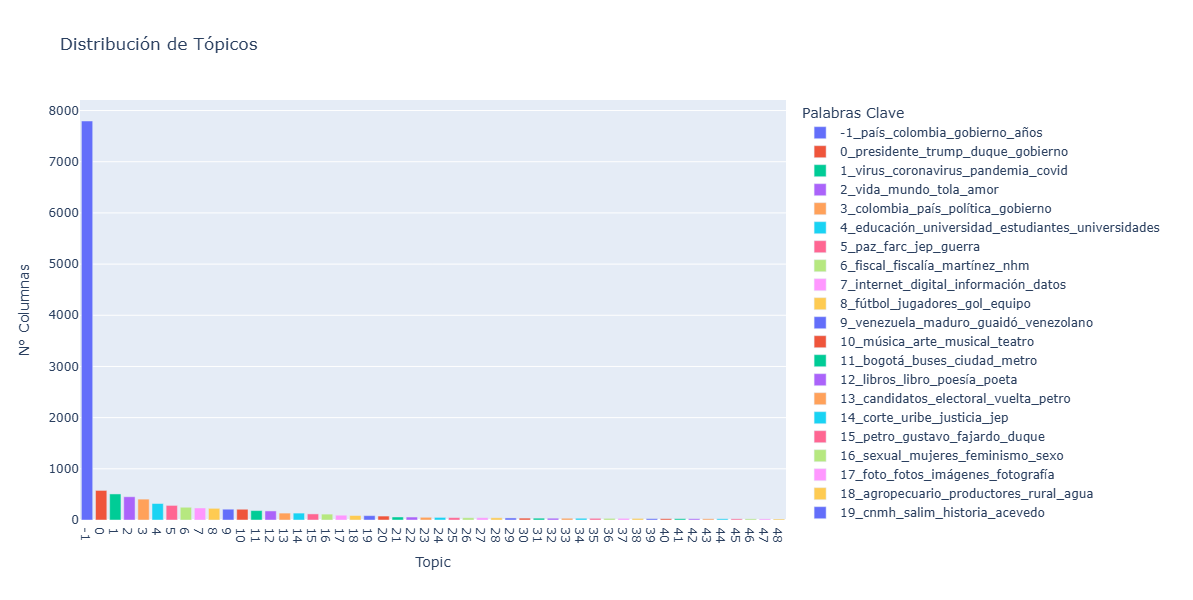 Distribución de Tópicos
8000
7000
6000
5000
4000
3000
2000
1000
0
Nº Columnas
-1 0 1 2 3 4 5 6 7 8 9 10 11 12 13 14 15 16 17 18 19 20 21 22 23 24 25 26 27 28 29 30 31 32 33 34 35 36 37 38 39 40 41 42 43 44 45 46 47 48
Topic
Palabras Clave
-1_país_colombia_gobierno_años
0_presidente_trump_duque_gobierno
1_virus_coronavirus_pandemia_covid
2_vida_mundo_tola_amor
3_colombia_país_política_gobierno
4_educación_universidad_estudiantes_universidades
5_paz_farc_jep_guerra
6_fiscal_fiscalía_martínez_nhm
7_internet_digital_información_datos
8_fútbol_jugadores_gol_equipo
9_venezuela_maduro_guaidó_venezolano
10_música_arte_musical_teatro
11_bogotá_buses_ciudad_metro
12_libros_libro_poesía_poeta
13_candidatos_electoral_vuelta_petro
14_corte_uribe_justicia_jep
15_petro_gustavo_fajardo_duque
16_sexual_mujeres_feminismo_sexo
17_foto_fotos_imágenes_fotografía
18_agropecuario_productores_rural_agua
19_cnmh_salim_historia_acevedo